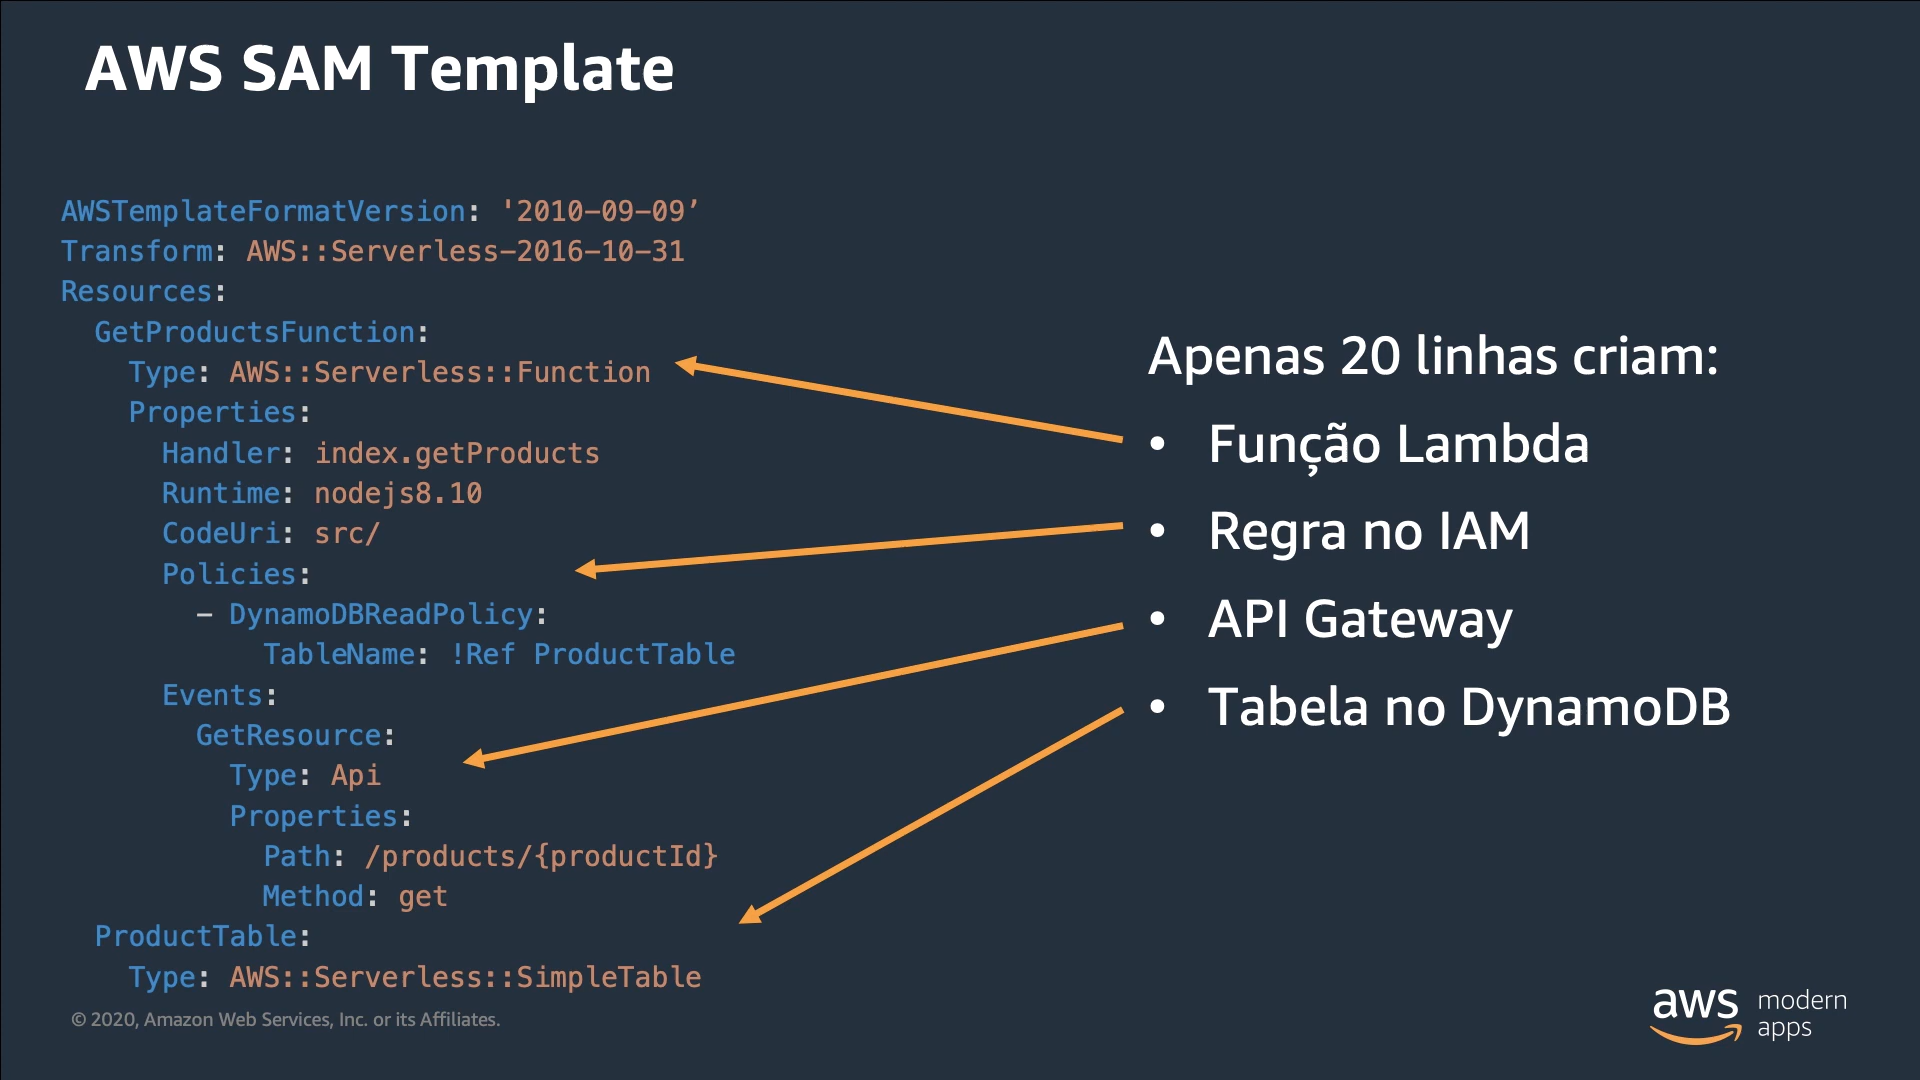 AWS SAM Template
AWSTemplateFormatVersion: '2010-09-09’
Transform: AWS::Serverless-2016-10-31
Resources:
  GetProductsFunction:
    Type: AWS::Serverless::Function
    Properties:
      Handler: index.getProducts
      Runtime: nodejs8.10
      CodeUri: src/
      Policies:
        - DynamoDBReadPolicy:
            TableName: !Ref ProductTable
      Events:
        GetResource:
          Type: Api
          Properties:
            Path: /products/{productId}
            Method: get
  ProductTable:
    Type: AWS::Serverless::SimpleTable
Apenas 20 linhas criam:
• Função Lambda
• Regra no IAM
• API Gateway
• Tabela no DynamoDB
© 2020, Amazon Web Services, Inc. or its Affiliates.
aws modern
apps